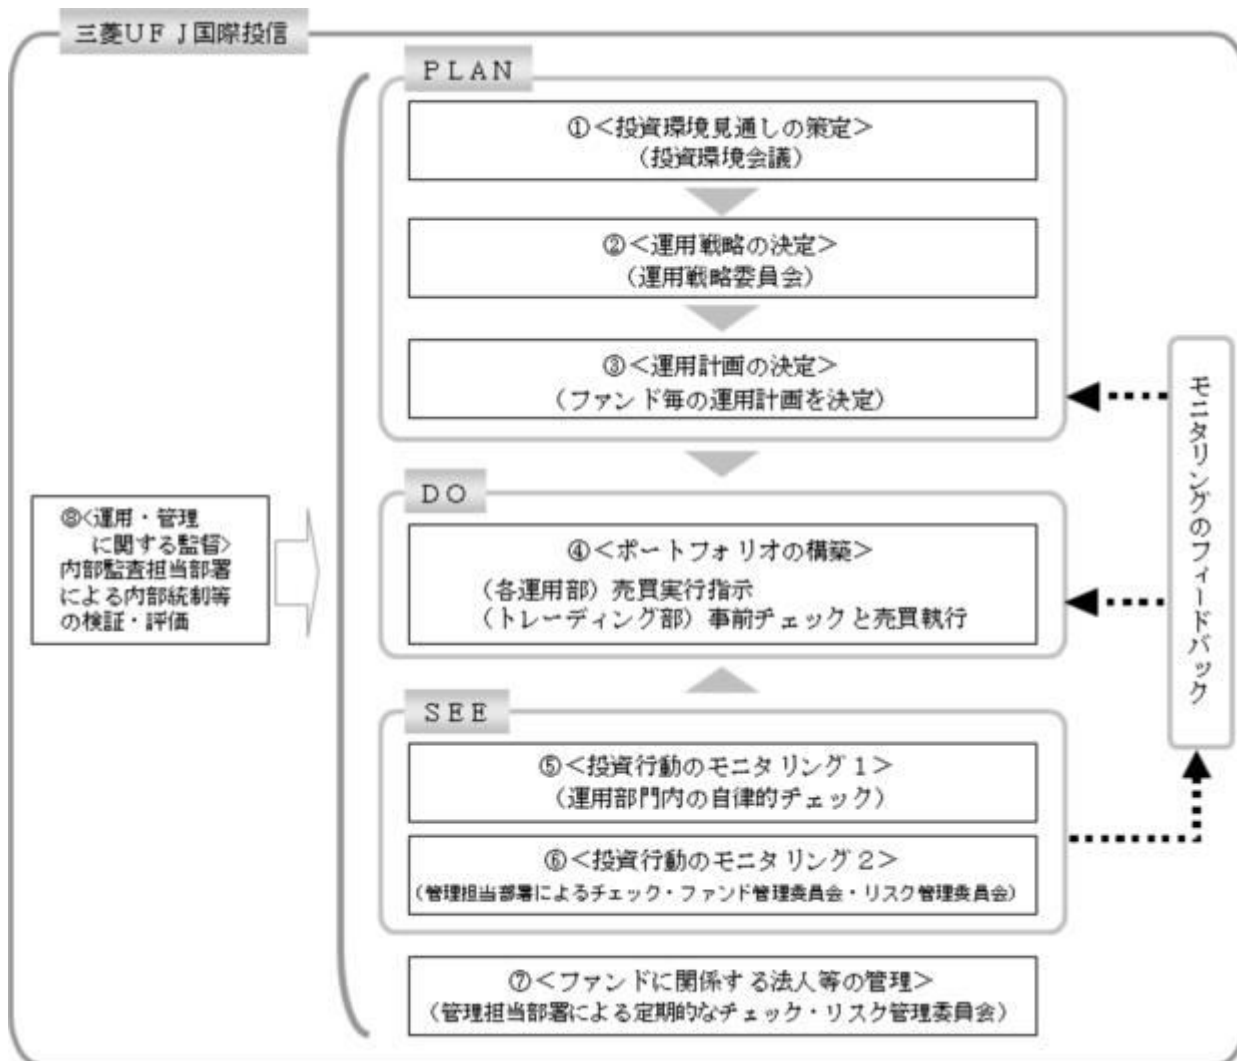 三菱ＵＦＪ国際投信
ＰＬＡＮ
①＜投資環境見通しの策定＞
（投資環境会議）
②＜運用戦略の決定＞
（運用戦略委員会）
③＜運用計画の決定＞
（ファンド毎の運用計画を決定）
ＤＯ
④＜ポートフォリオの構築＞
（各運用部）売買実行指示
（トレーディング部）事前チェックと売買執行
ＳＥＥ
⑤＜投資行動のモニタリング１＞
（運用部門内の自律的チェック）
⑥＜投資行動のモニタリング２＞
（管理担当部署によるチェック・ファンド管理委員会・リスク管理委員会）
⑦＜ファンドに関係する法人等の管理＞
（管理担当部署による定期的なチェック・リスク管理委員会）
⑧＜運用・管理
に関する監督＞
内部監査担当部署
による内部統制等
の検証・評価
モニタリングのフィードバック